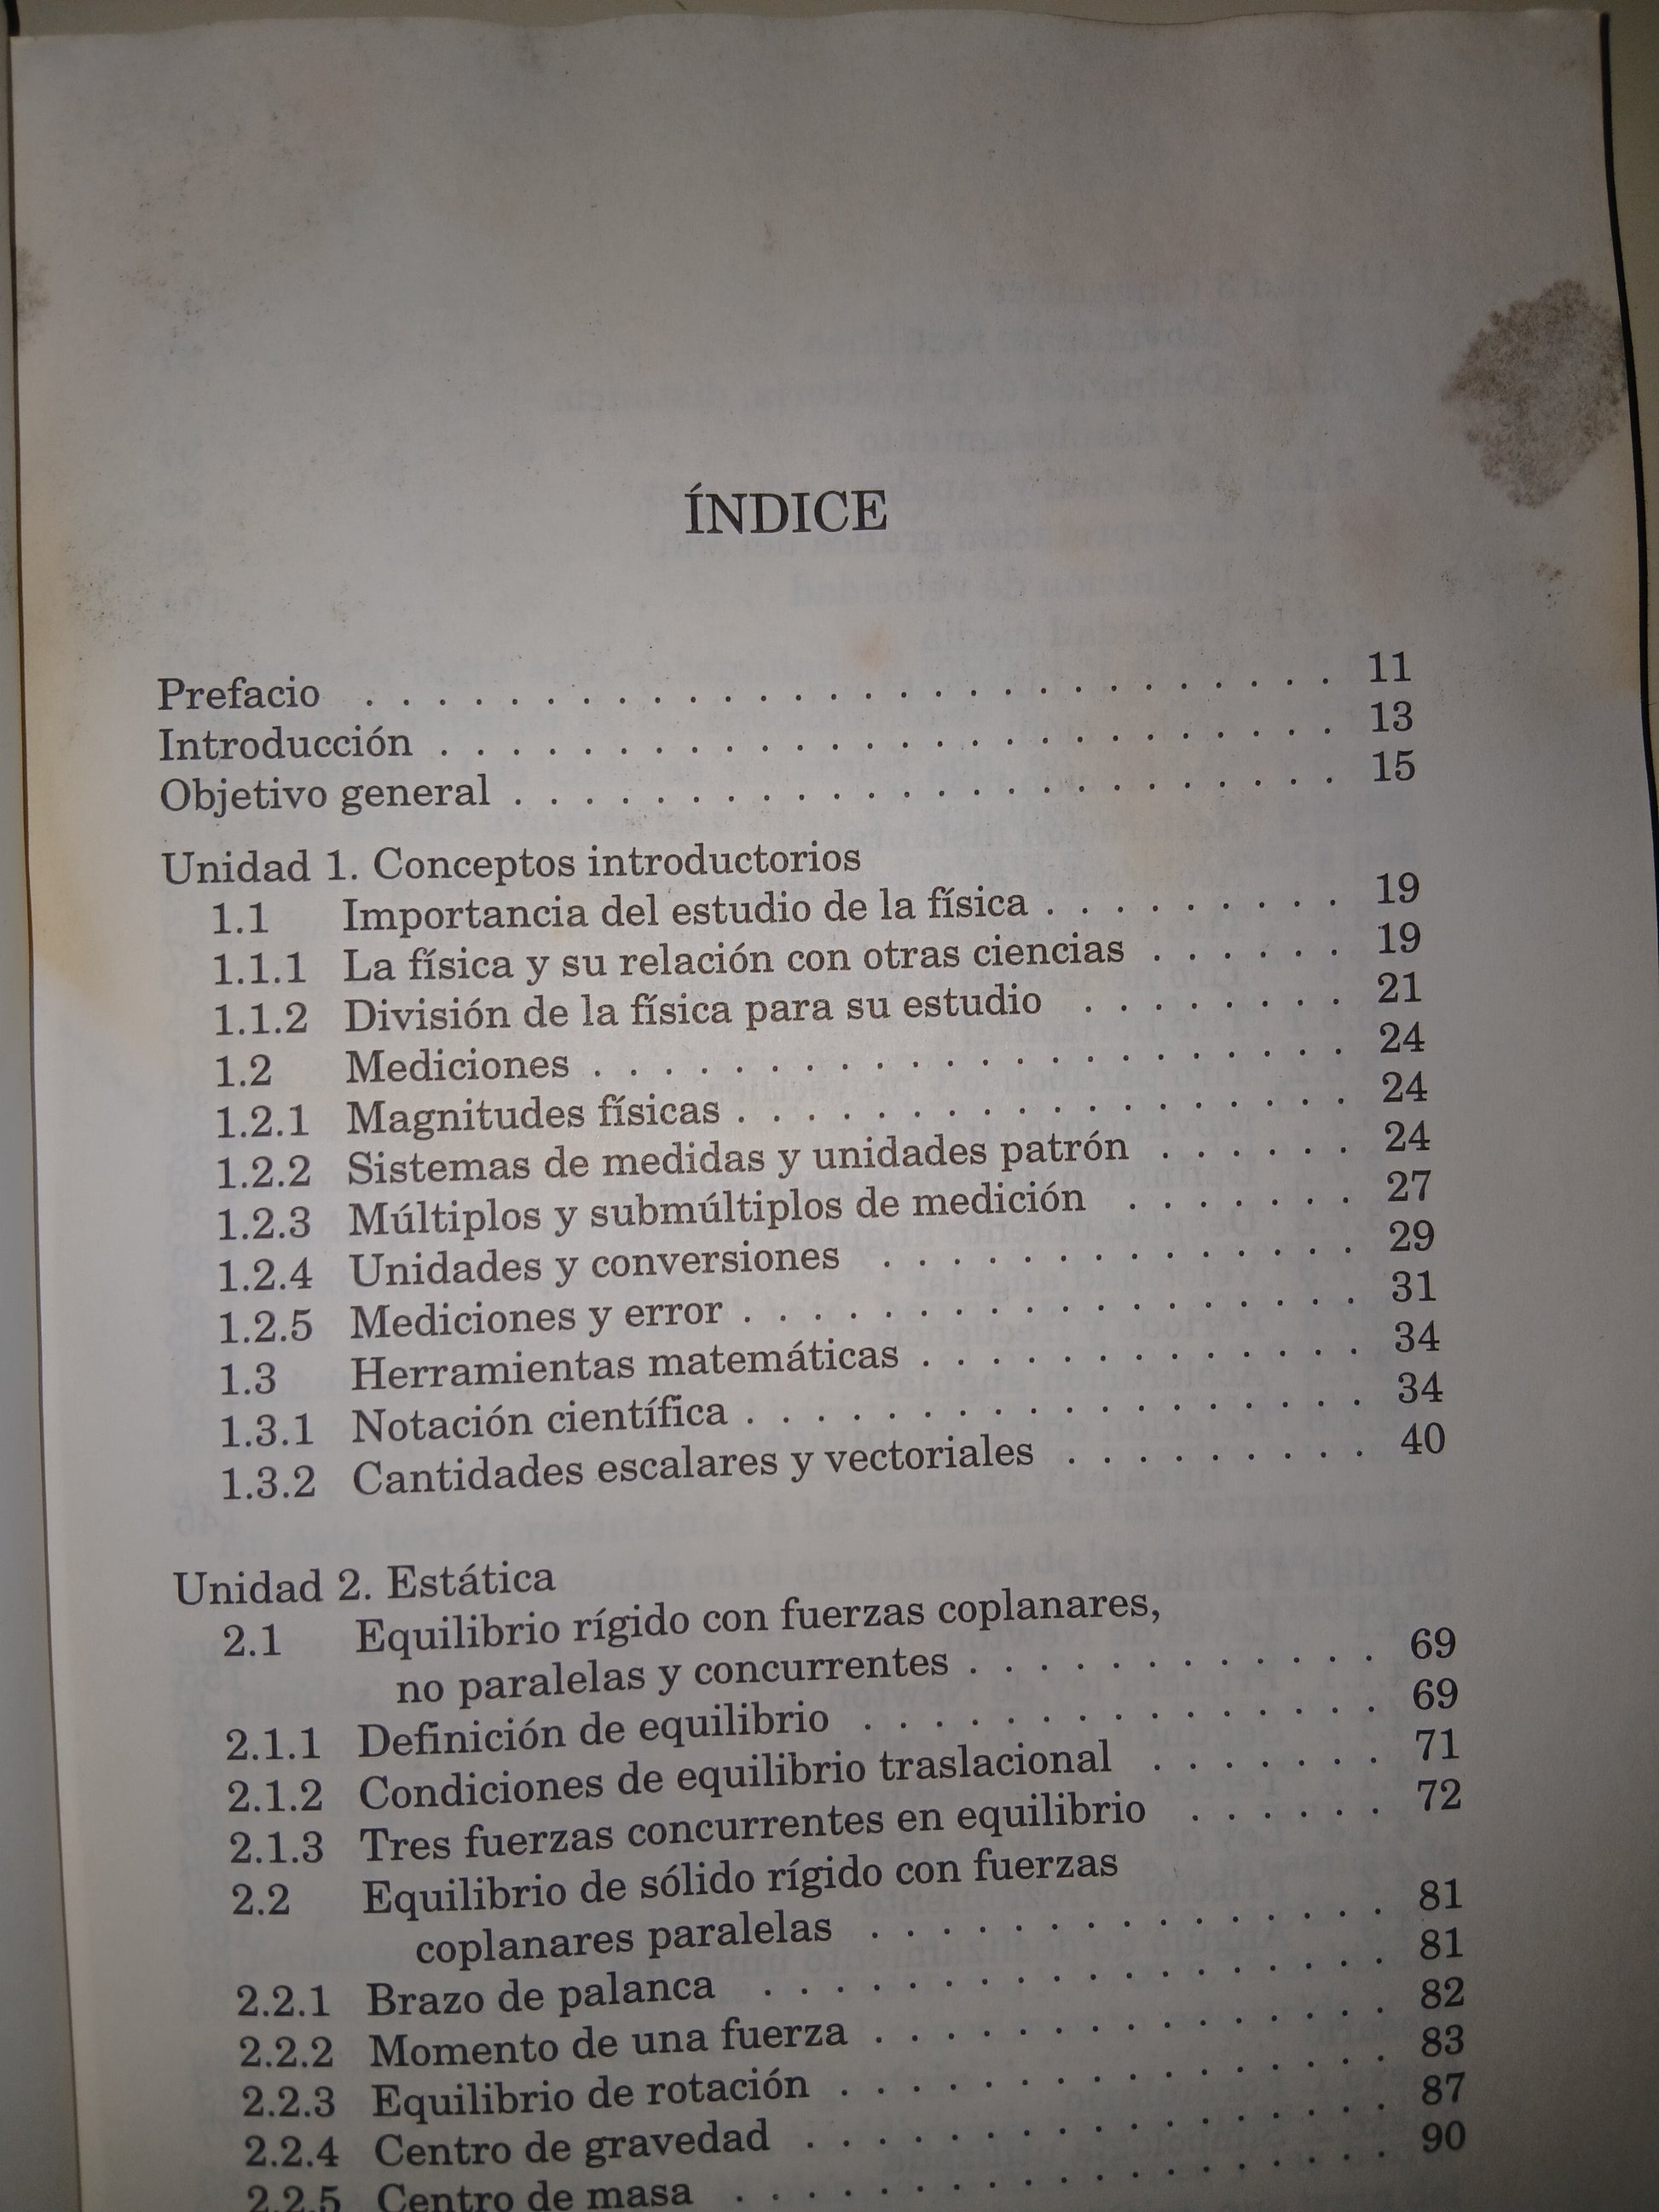 ÍNDICE
Prefacio . . . . . . . . . . . . . . . . . . . . . . . . . . . . 11
Introducción . . . . . . . . . . . . . . . . . . . . . . . . . . 13
Objetivo general . . . . . . . . . . . . . . . . . . . . . . . . 15
Unidad 1. Conceptos introductorios
1.1 Importancia del estudio de la física . . . . . . . . . 19
1.1.1 La física y su relación con otras ciencias . . . . . . 19
1.1.2 División de la física para su estudio . . . . . . . . 21
1.2 Mediciones . . . . . . . . . . . . . . . . . . . . . 24
1.2.1 Magnitudes físicas . . . . . . . . . . . . . . . . . 24
1.2.2 Sistemas de medidas y unidades patrón . . . . . . 24
1.2.3 Múltiplos y submúltiplos de medición . . . . . . . 27
1.2.4 Unidades y conversiones . . . . . . . . . . . . . . 29
1.2.5 Mediciones y error . . . . . . . . . . . . . . . . . 31
1.3 Herramientas matemáticas . . . . . . . . . . . . . 34
1.3.1 Notación científica . . . . . . . . . . . . . . . . . 34
1.3.2 Cantidades escalares y vectoriales . . . . . . . . . 40
Unidad 2. Estática
2.1 Equilibrio rígido con fuerzas coplanares,
no paralelas y concurrentes . . . . . . . . . . . . 69
2.1.1 Definición de equilibrio . . . . . . . . . . . . . . 69
2.1.2 Condiciones de equilibrio traslacional . . . . . . . 71
2.1.3 Tres fuerzas concurrentes en equilibrio . . . . . . 72
2.2 Equilibrio de sólido rígido con fuerzas
coplanares paralelas . . . . . . . . . . . . . . . 81
2.2.1 Brazo de palanca . . . . . . . . . . . . . . . . . 81
2.2.2 Momento de una fuerza . . . . . . . . . . . . . . 82
2.2.3 Equilibrio de rotación . . . . . . . . . . . . . . . 83
2.2.4 Centro de gravedad . . . . . . . . . . . . . . . . 87
2.2.5 Centro de masa . . . . . . . . . . . . . . . . . . 90